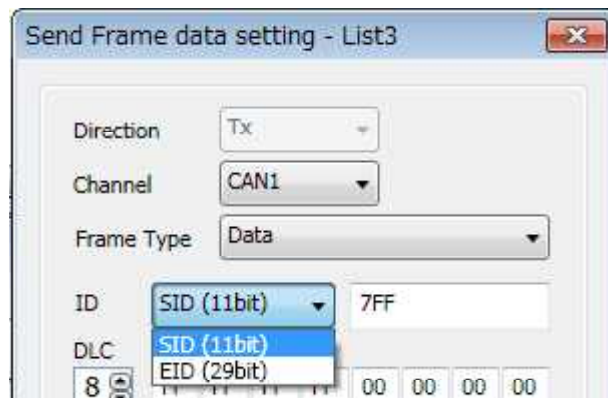 Send Frame data setting - List3
Direction Tx
Channel CAN1
Frame Type Data
ID SID (11bit) 7FF
DLC SID (11bit)
EID (29bit)
8 00 00 00 00